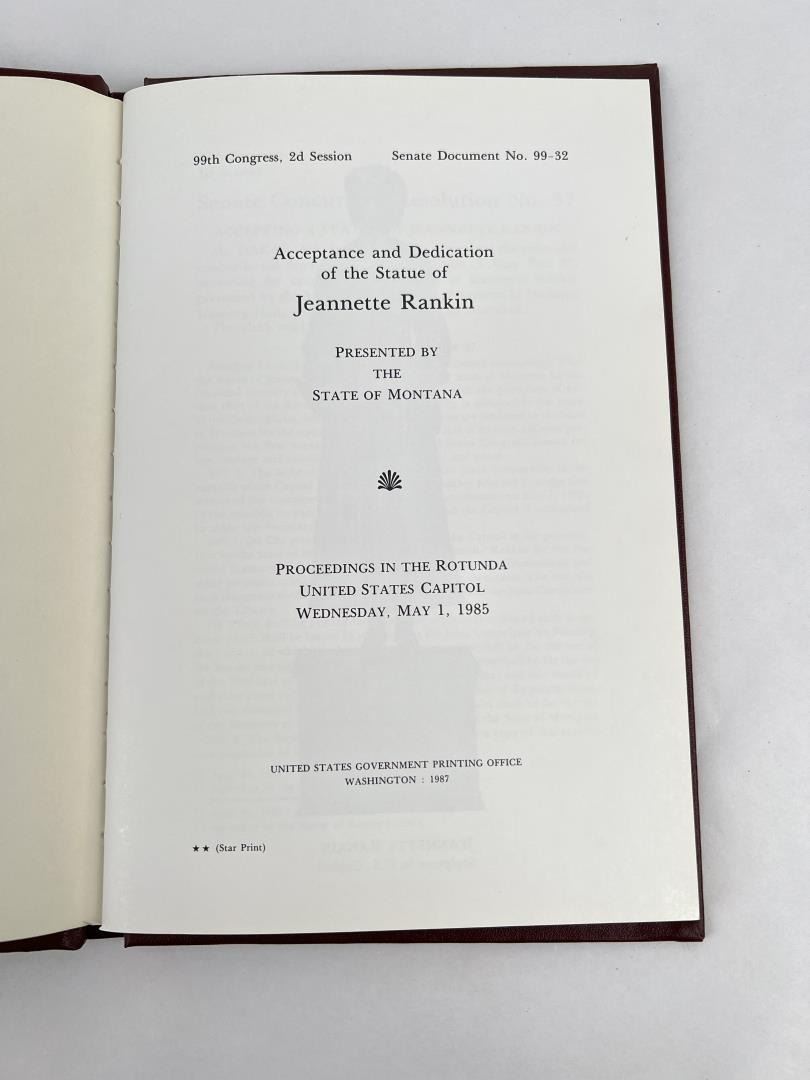 99th Congress, 2d Session Senate Document No. 99-32
Acceptance and Dedication
of the Statue of
Jeannette Rankin
PRESENTED BY
THE
STATE OF MONTANA
PROCEEDINGS IN THE ROTUNDA
UNITED STATES CAPITOL
WEDNESDAY, MAY 1, 1985
UNITED STATES GOVERNMENT PRINTING OFFICE
WASHINGTON : 1987
★★ (Star Print)